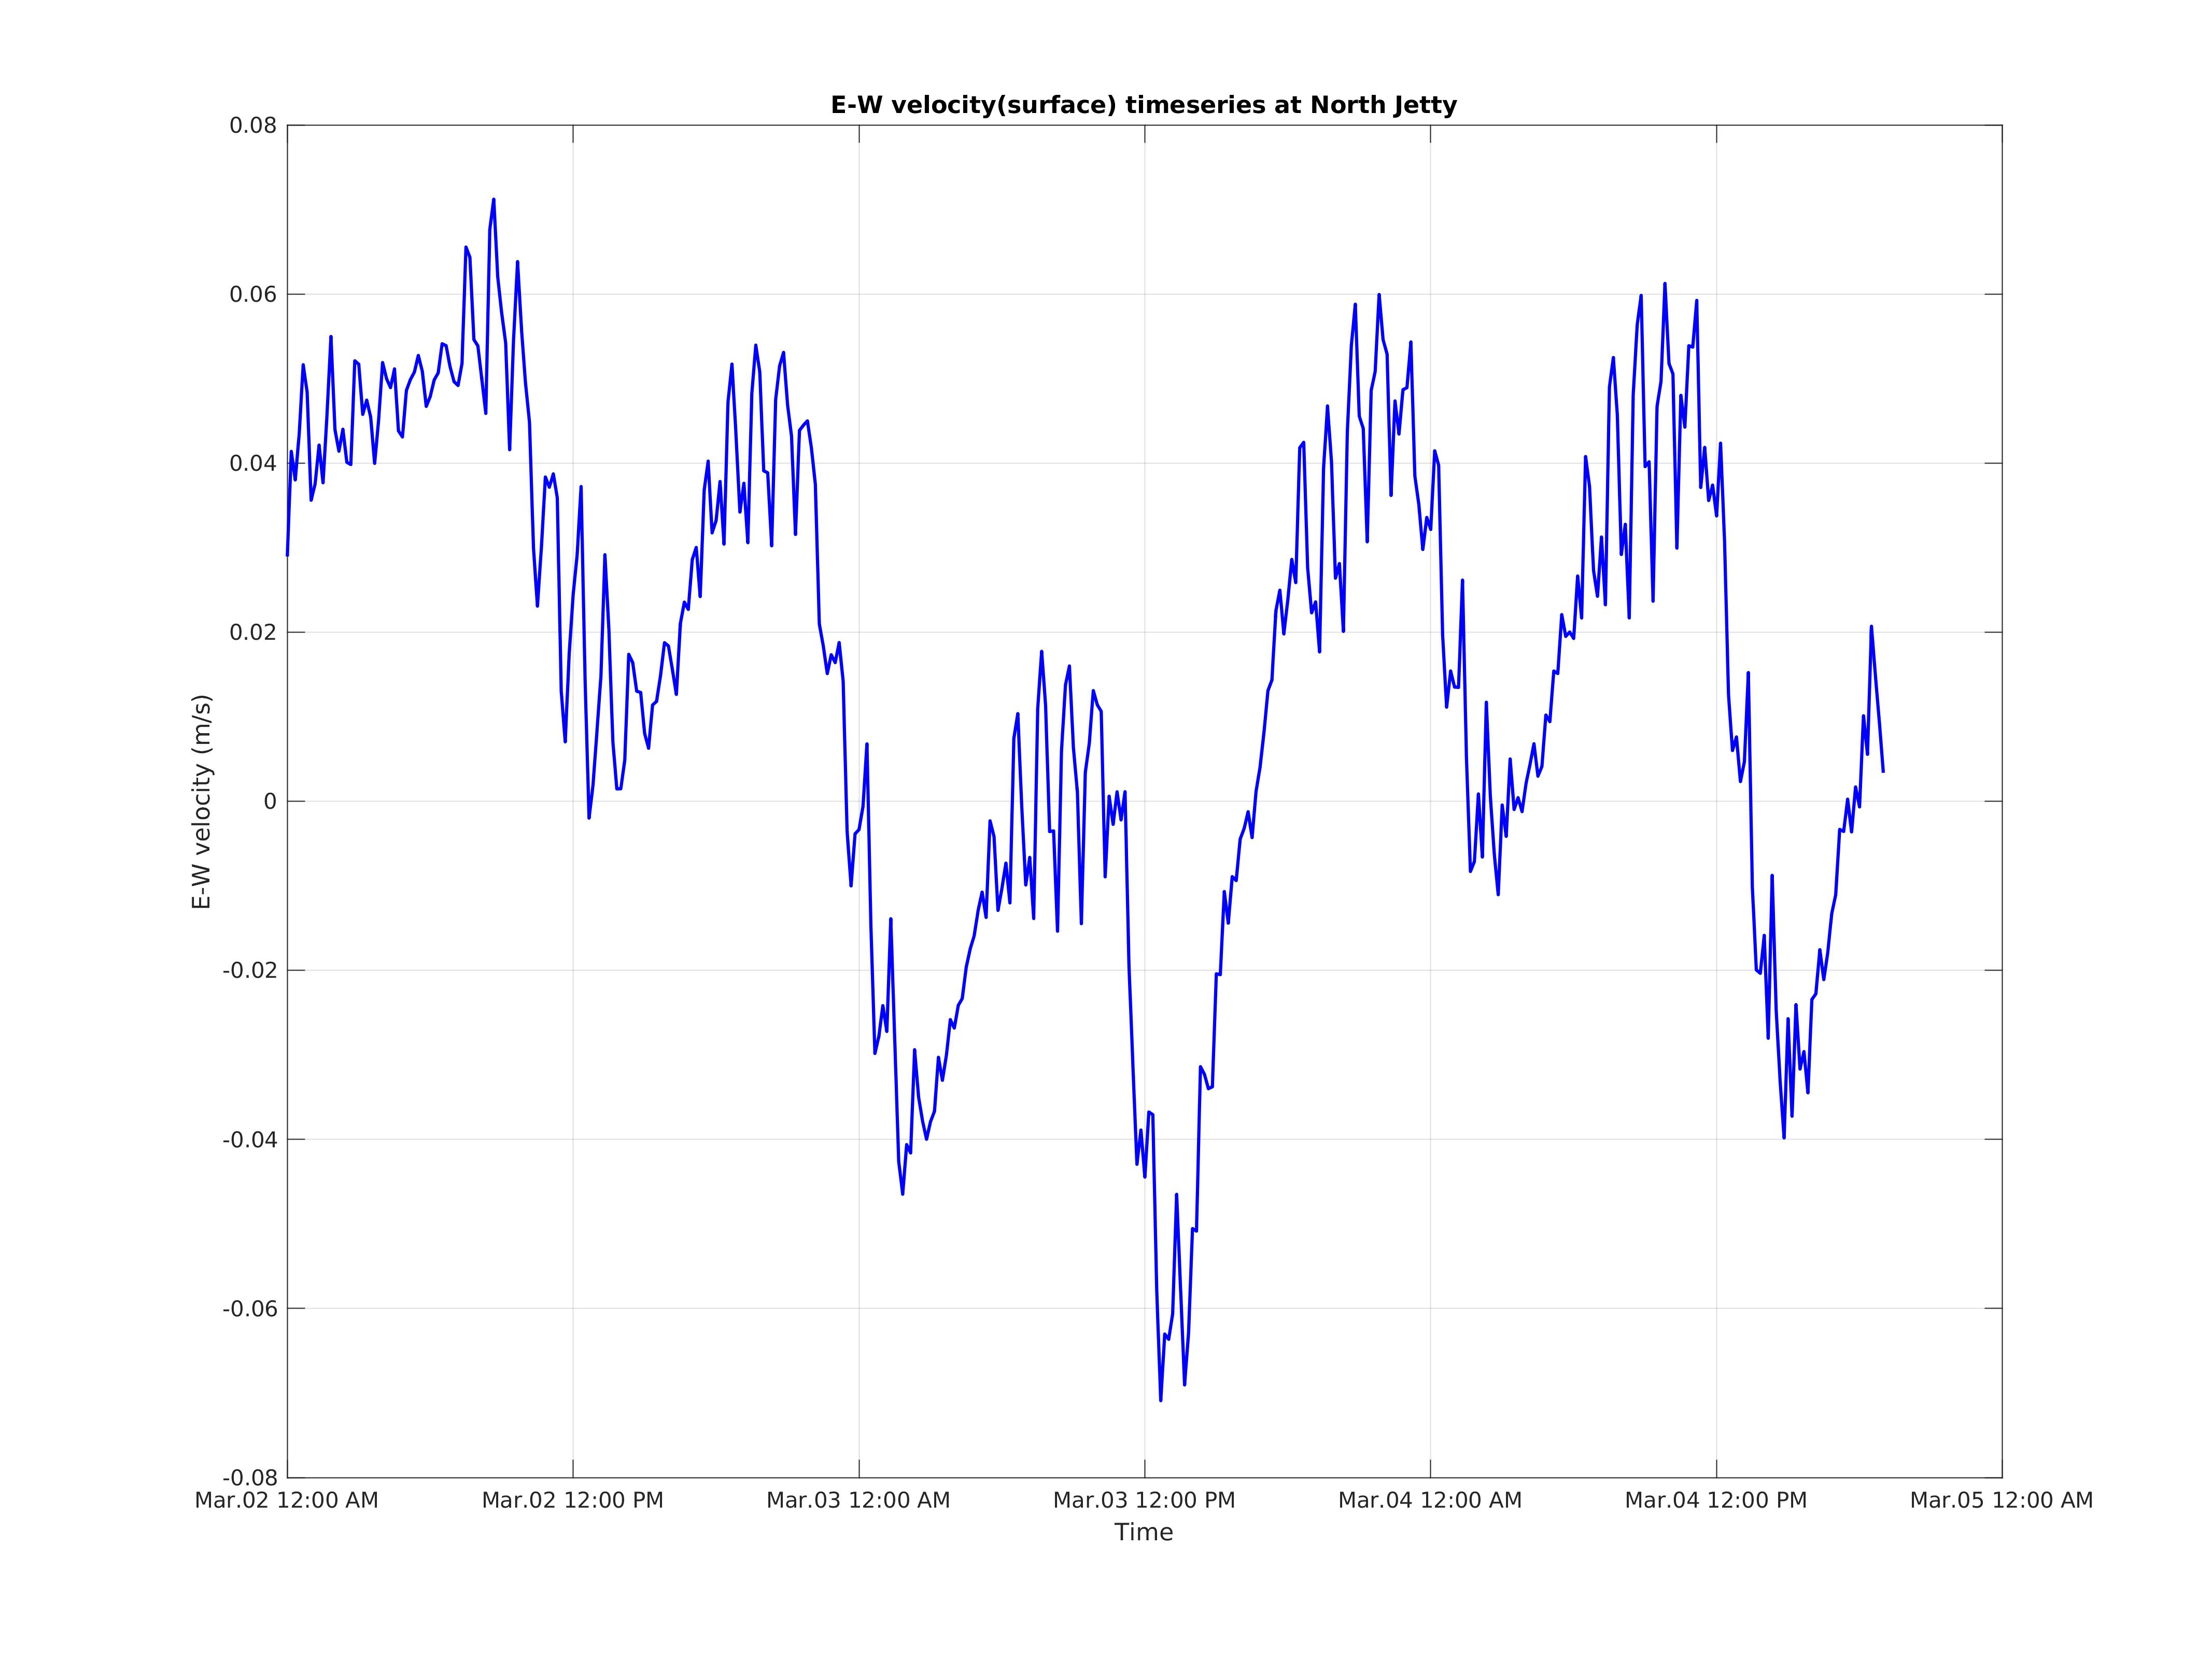 E-W velocity(surface) timeseries at North Jetty
0.08
0.06
0.04
0.02
0
-0.02
-0.04
-0.06
-0.08
E-W velocity (m/s)
Mar.02 12:00 AM Mar.02 12:00 PM Mar.03 12:00 AM Mar.03 12:00 PM Mar.04 12:00 AM Mar.04 12:00 PM Mar.05 12:00 AM
Time